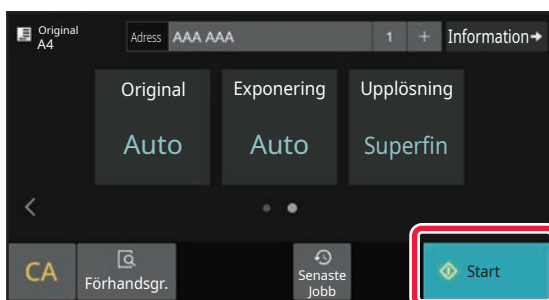 Original
A4
Adress AAA AAA 1 + Information
Original Exponering Upplösning
Auto Auto Superfin
CA Förhandsgr. Senaste Jobb Start